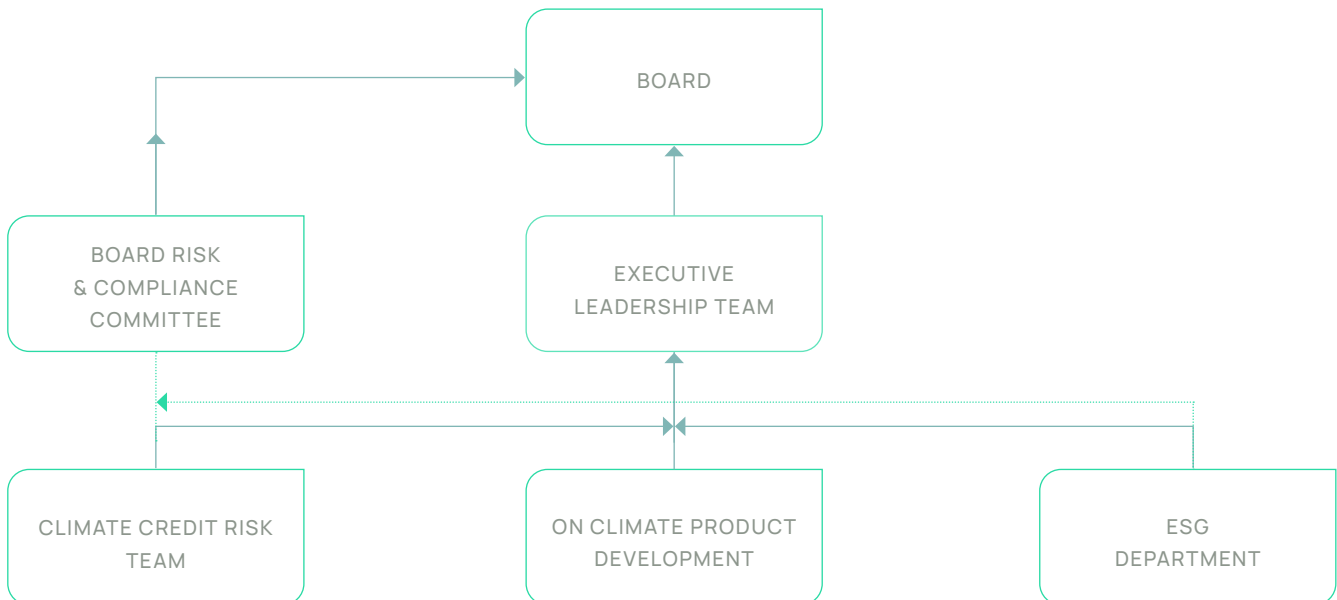 BOARD
BOARD RISK
& COMPLIANCE
COMMITTEE
EXECUTIVE
LEADERSHIP TEAM
CLIMATE CREDIT RISK
TEAM
ON CLIMATE PRODUCT
DEVELOPMENT
ESG
DEPARTMENT